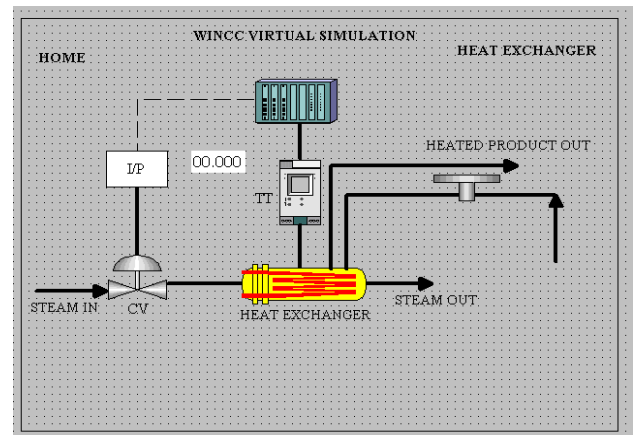 WINCC VIRTUAL SIMULATION
HOME
HEAT EXCHANGER
HEATED PRODUCT OUT
I/P
00.000
TT
STEAM IN
CV
HEAT EXCHANGER
STEAM OUT